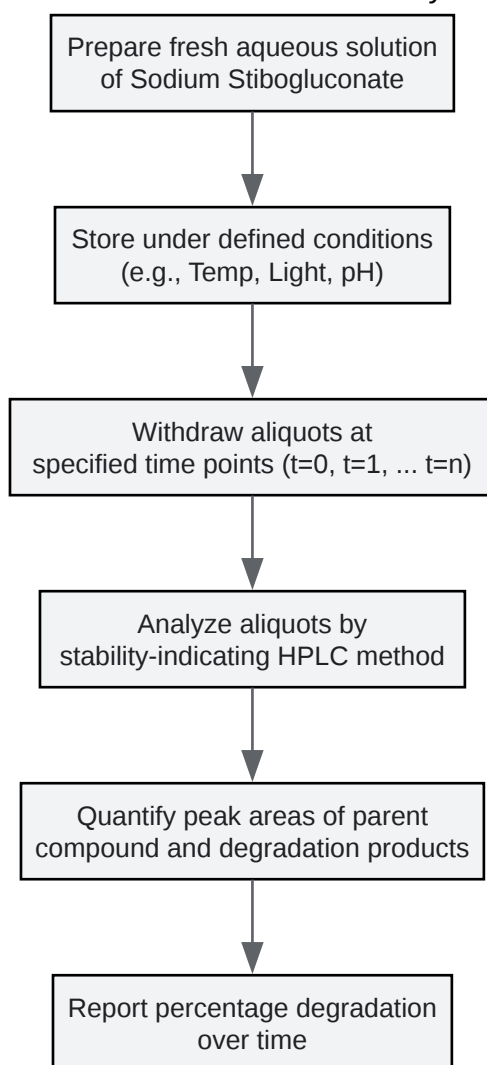 Prepare fresh aqueous solution
of Sodium Stibogluconate
Store under defined conditions
(e.g., Temp, Light, pH)
Withdraw aliquots at
specified time points (t=0, t=1, ... t=n)
Analyze aliquots by
stability-indicating HPLC method
Quantify peak areas of parent
compound and degradation products
Report percentage degradation
over time